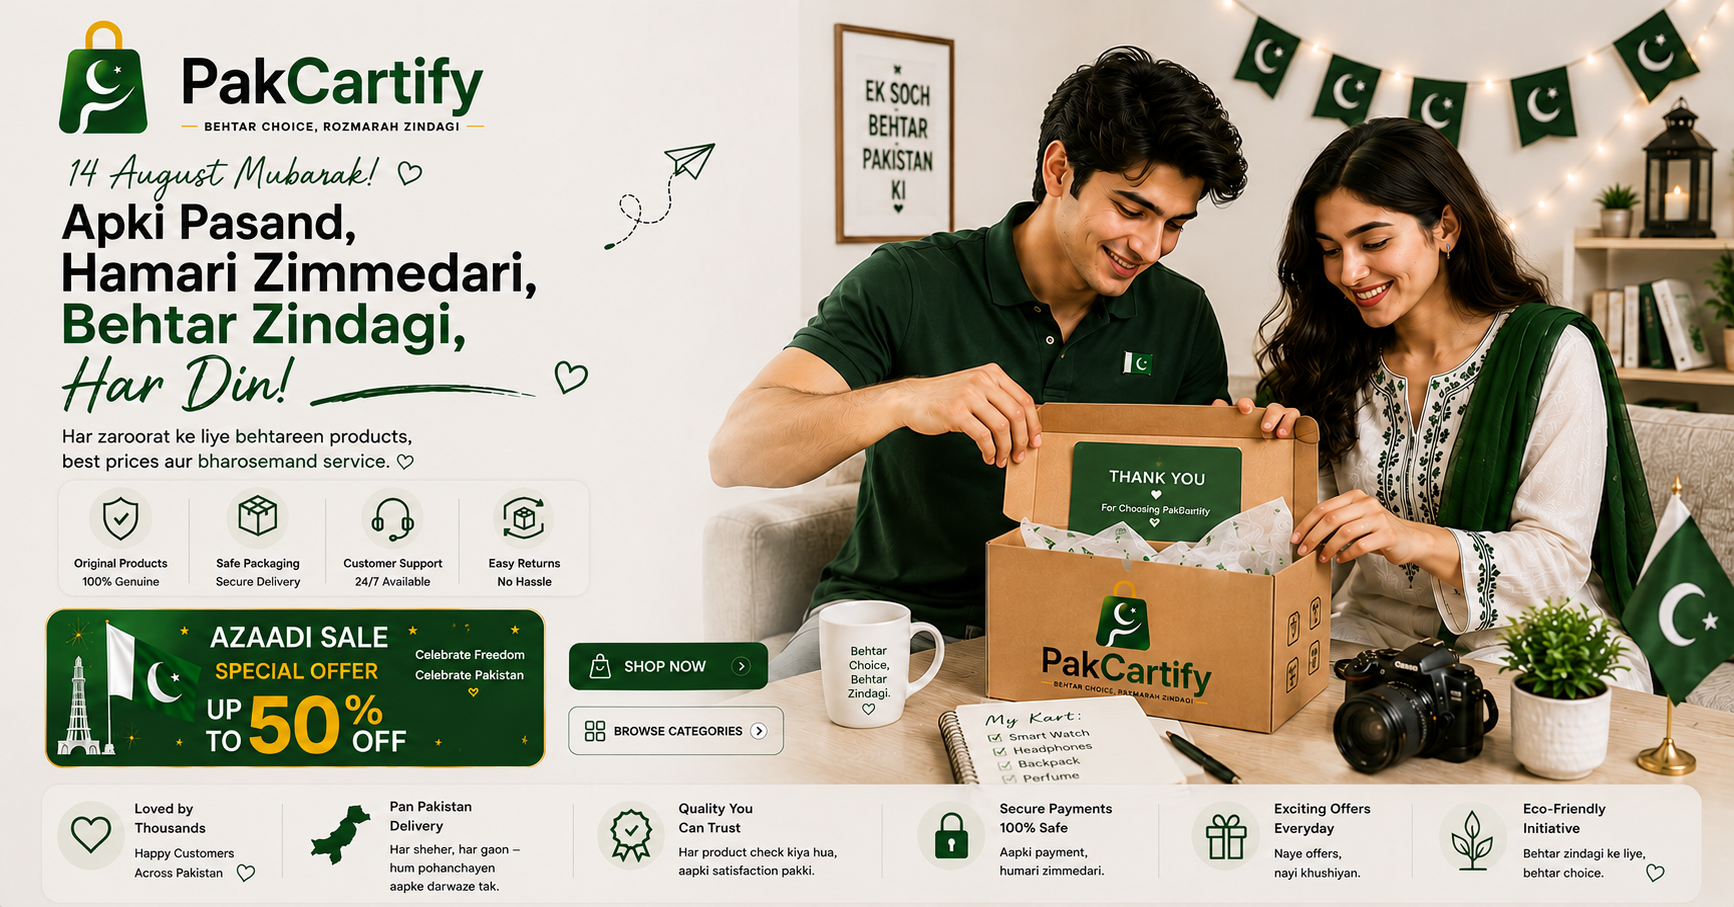 PakCartify
BEHTAR CHOICE, ROZMARAH ZINDAGI
14 August Mubarak!
Apki Pasand,
Hamari Zimmedari,
Behtar Zindagi,
Har Din!
Har zaroorat ke liye behtareen products,
best prices aur bharosemand service.
Original Products
100% Genuine
Safe Packaging
Secure Delivery
Customer Support
24/7 Available
Easy Returns
No Hassle
AZAADI SALE
SPECIAL OFFER
UP TO 50% OFF
Celebrate Freedom
Celebrate Pakistan
SHOP NOW
BROWSE CATEGORIES
EK SOCH
BEHTAR
PAKISTAN
KI
THANK YOU
For Choosing
PakCartify
BEHTAR CHOICE,
ZINDAGI
Behtar
Choice,
Behtar
Zindagi.
My Kart:
Smart Watch
Headphones
Backpack
Perfume
Loved by
Thousands
Happy Customers
Across Pakistan
Pan Pakistan
Delivery
Har sheher, har gaon –
hum pohanchayen
aapke darwaze tak.
Quality You
Can Trust
Har product check kiya hua,
aapki satisfaction pakki.
Secure Payments
100% Safe
Aapki payment,
humari zimmedari.
Exciting Offers
Everyday
Naye offers,
nayi khushiyan.
Eco-Friendly
Initiative
Behtar zindagi ke liye,
behtar choice.